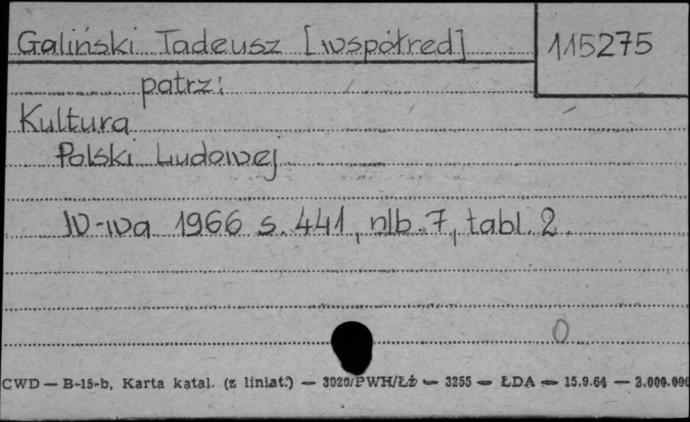 Galiński Tadeusz [współred] 115275
patrz:
Kultura
Polski Ludowej
W-wa 1966 s. 441, nlb. 7, tabl. 2.
0
CWD — B-15-b, Karta katal. (z liniat.) — 3020/PWH/Łż — 3255 — ŁDA — 15.9.64 — 2.000.000